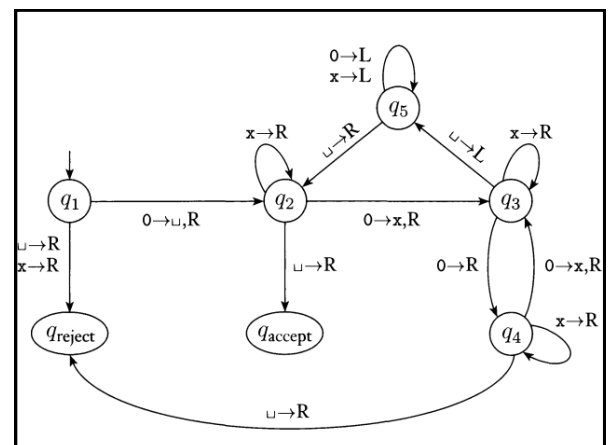 0→L
x→L
q5
x→R
⊔→R
⊔→L
x→R
q1
0→⊔,R
q2
0→x,R
q3
⊔→R
x→R
⊔→R
0→R
0→x,R
qreject
qaccept
q4
x→R
⊔→R